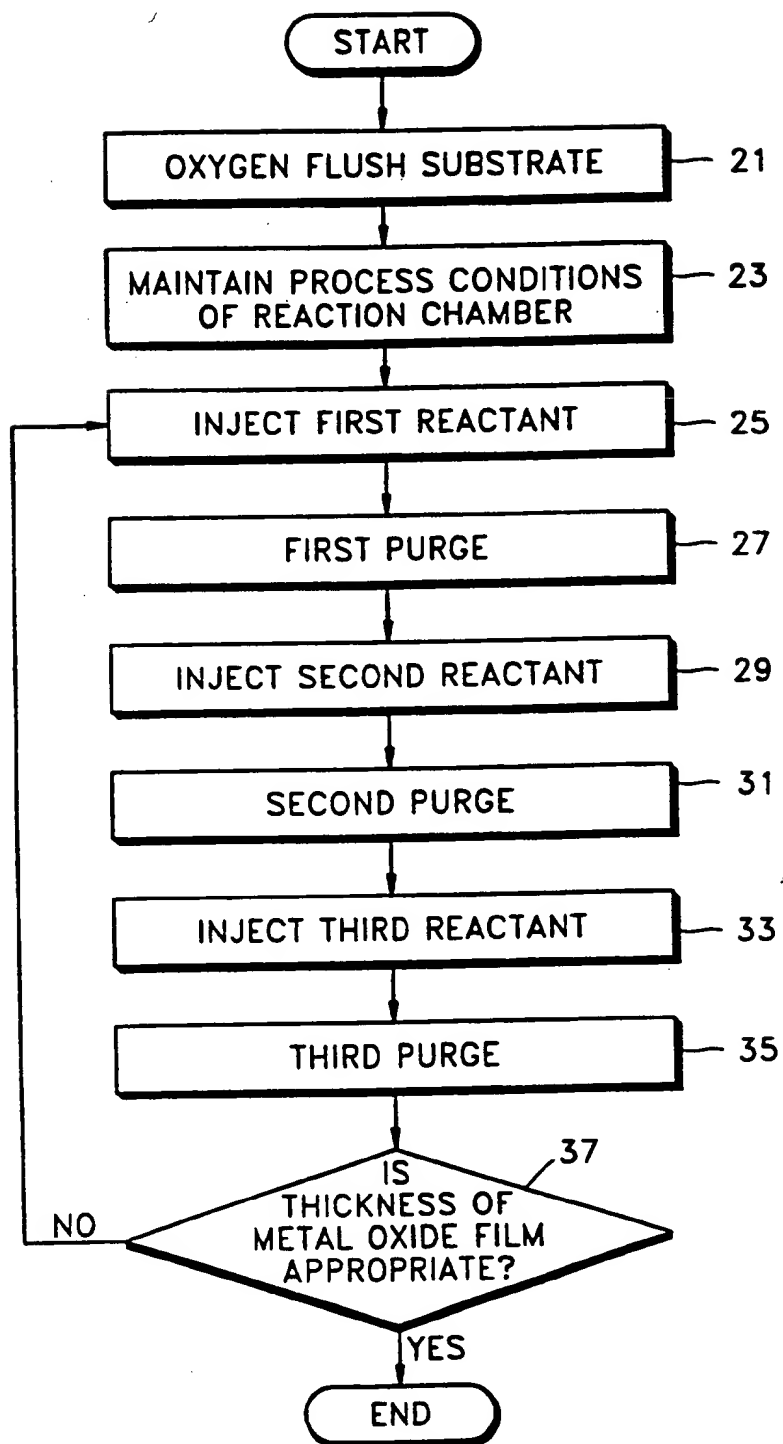 START
OXYGEN FLUSH SUBSTRATE
21
MAINTAIN PROCESS CONDITIONS
OF REACTION CHAMBER
23
INJECT FIRST REACTANT
25
FIRST PURGE
27
INJECT SECOND REACTANT
29
SECOND PURGE
31
INJECT THIRD REACTANT
33
THIRD PURGE
35
37
IS
THICKNESS OF
METAL OXIDE FILM
APPROPRIATE?
NO
YES
END